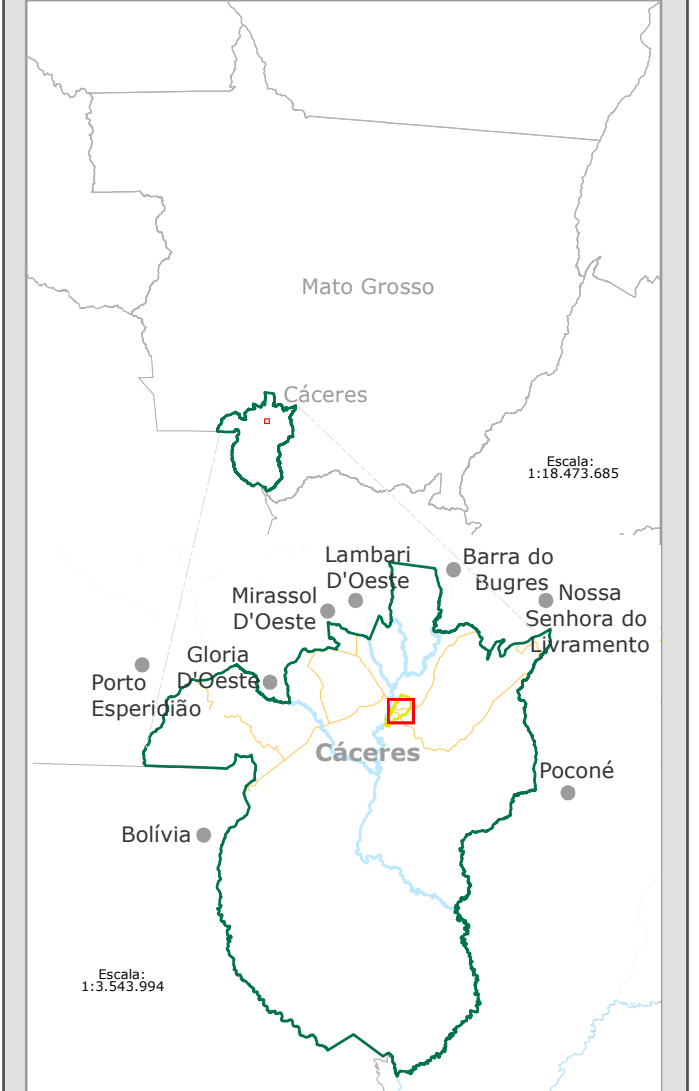 Mato Grosso
Cáceres
Escala:
1:18.473.685
Lambari
D'Oeste
Barra do
Bugres
Mirassol
D'Oeste
Nossa
Senhora do
Livramento
Gloria
D'Oeste
Porto
Esperidião
Cáceres
Poconé
Bolívia
Escala:
1:3.543.994